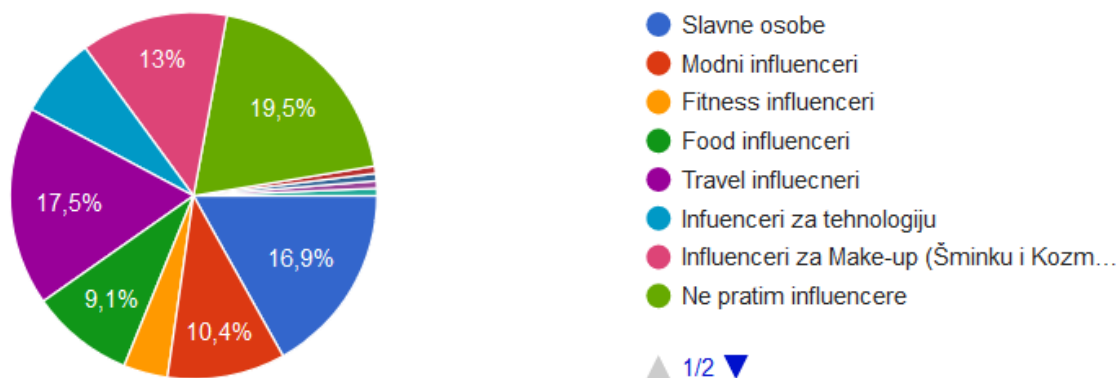 13%
19,5%
17,5%
16,9%
9,1%
10,4%
Slavne osobe
Modni influenceri
Fitness influenceri
Food influenceri
Travel influecneri
Infuenceri za tehnologiju
Influenceri za Make-up (Šminku i Kozm...
Ne pratim influencere
1/2